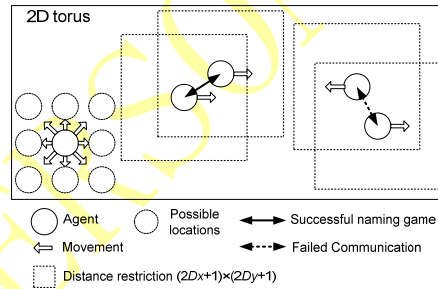 2D torus
Agent
Possible locations
Successful naming game
Movement
Failed Communication
Distance restriction (2Dx+1)×(2Dy+1)